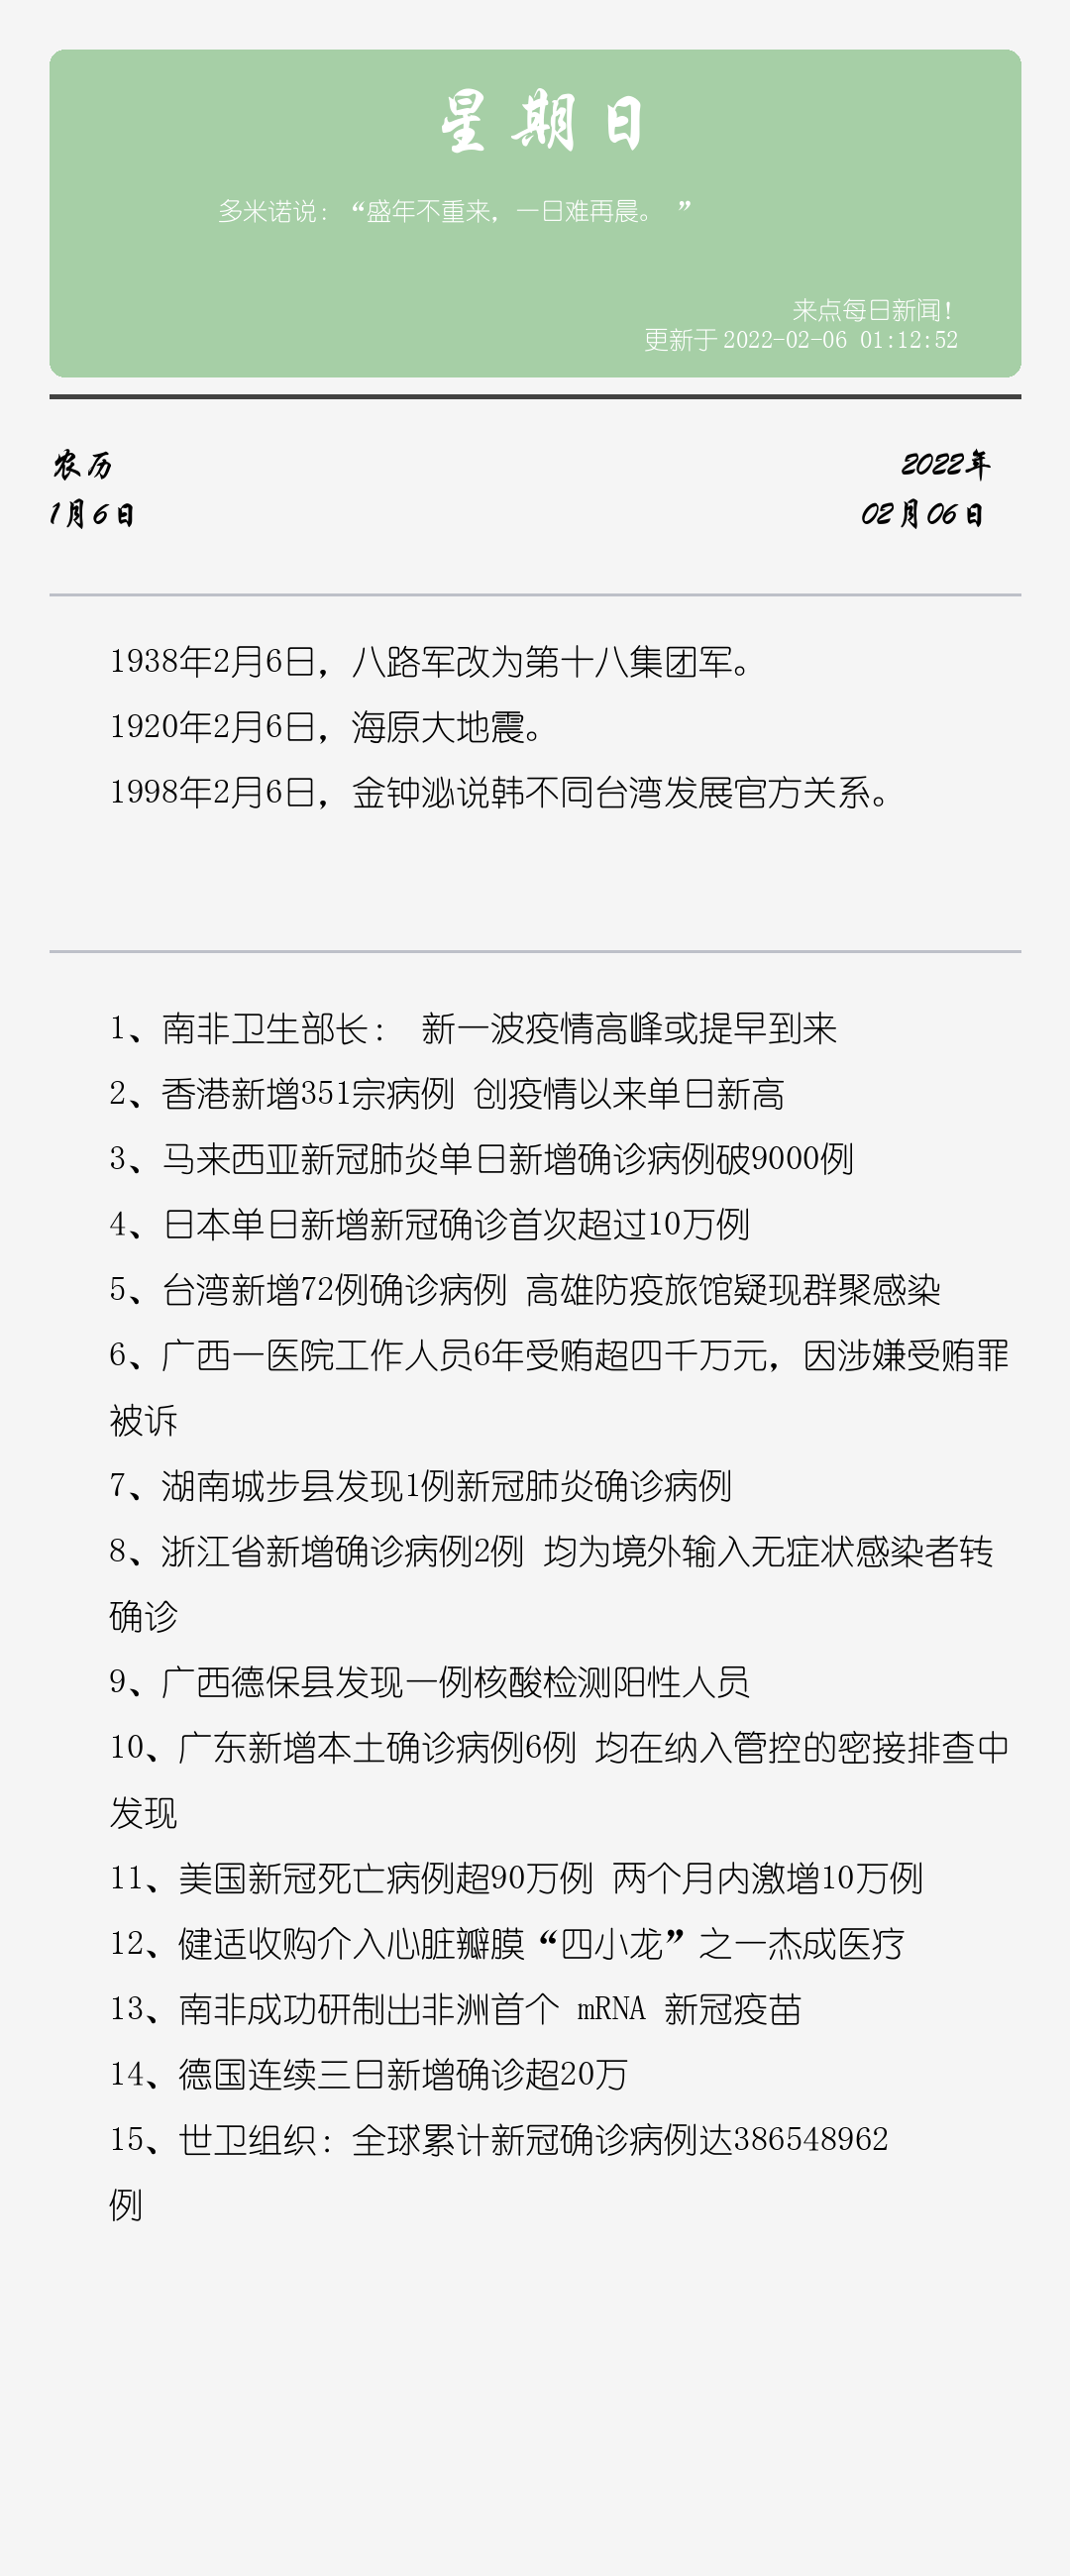 星期日
多米诺说：“盛年不重来，一日难再晨。 ”
来点每日新闻！
更新于 2022-02-06 01:12:52
农历
2022年
1月6日
02月06日
1938年2月6日，八路军改为第十八集团军。
1920年2月6日，海原大地震。
1998年2月6日，金钟泌说韩不同台湾发展官方关系。
1、南非卫生部长： 新一波疫情高峰或提早到来
2、香港新增351宗病例 创疫情以来单日新高
3、马来西亚新冠肺炎单日新增确诊病例破9000例
4、日本单日新增新冠确诊首次超过10万例
5、台湾新增72例确诊病例 高雄防疫旅馆疑现群聚感染
6、广西一医院工作人员6年受贿超四千万元，因涉嫌受贿罪
被诉
7、湖南城步县发现1例新冠肺炎确诊病例
8、浙江省新增确诊病例2例 均为境外输入无症状感染者转
确诊
9、广西德保县发现一例核酸检测阳性人员
10、广东新增本土确诊病例6例 均在纳入管控的密接排查中
发现
11、美国新冠死亡病例超90万例 两个月内激增10万例
12、健适收购介入心脏瓣膜“四小龙”之一杰成医疗
13、南非成功研制出非洲首个 mRNA 新冠疫苗
14、德国连续三日新增确诊超20万
15、世卫组织：全球累计新冠确诊病例达386548962
例